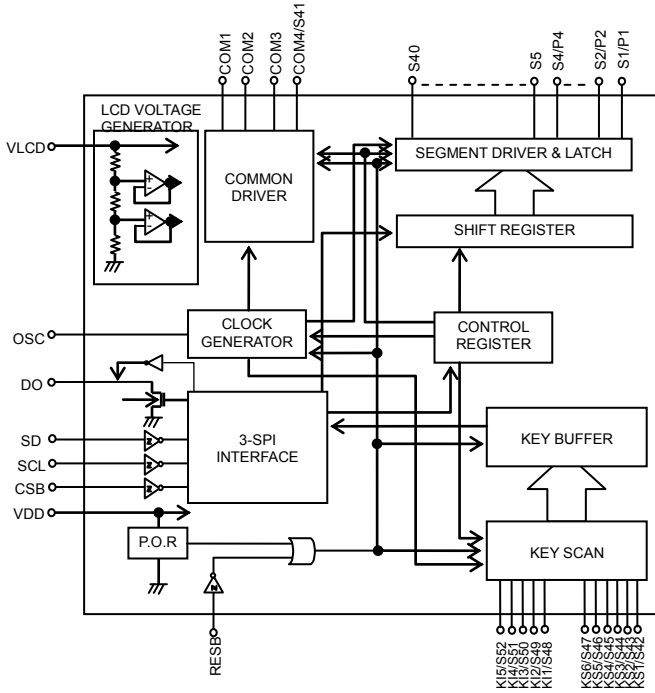 COM1
COM2
COM3
COM4/S41
S40
S5
S4/P4
S2/P2
S1/P1
LCD VOLTAGE
GENERATOR
VLCD
COMMON
DRIVER
SEGMENT DRIVER & LATCH
SHIFT REGISTER
OSC
CLOCK
GENERATOR
CONTROL
REGISTER
DO
3-SPI
INTERFACE
SD
SCL
CSB
KEY BUFFER
VDD
P.O.R
KEY SCAN
RESB
KI5/S52
KI4/S51
KI3/S50
KI2/S49
KI1/S48
KS6/S47
KS5/S46
KS4/S45
KS3/S44
KS2/S43
KS1/S42